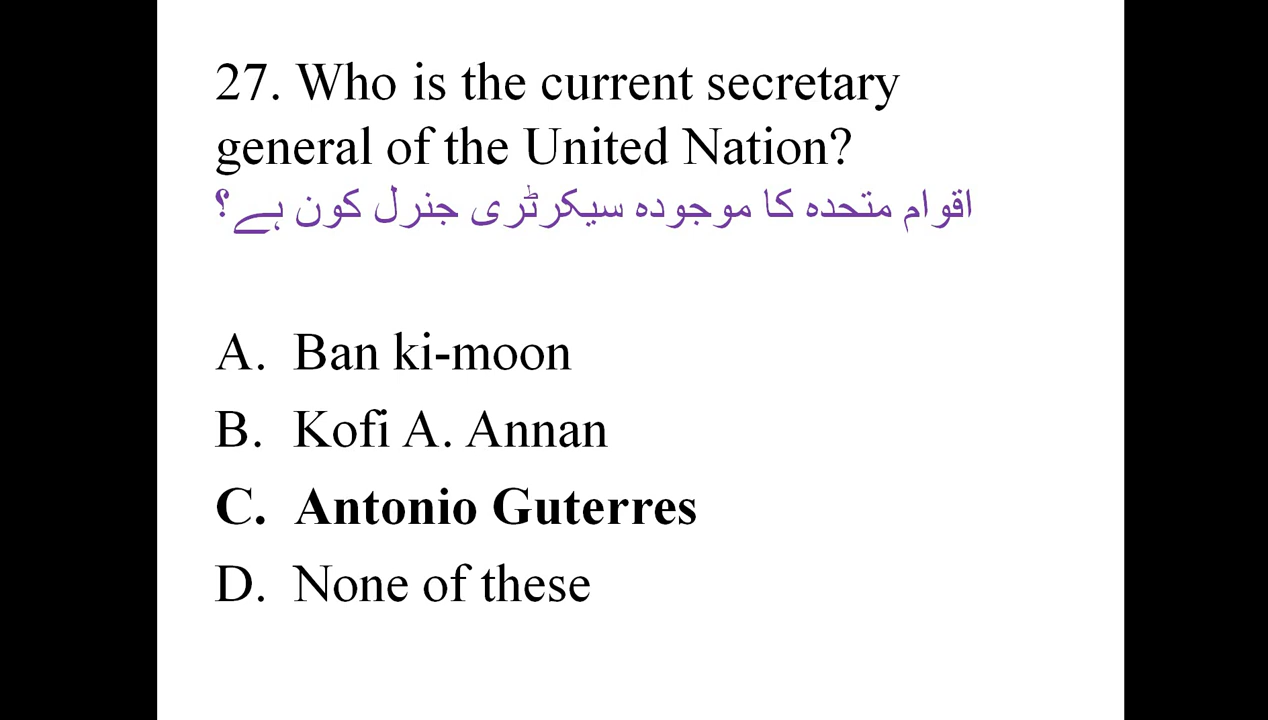 27. Who is the current secretary
general of the United Nation?
اقوام متحدہ کا موجودہ سیکرٹری جنرل کون ہے؟
A. Ban ki-moon
B. Kofi A. Annan
C. Antonio Guterres
D. None of these